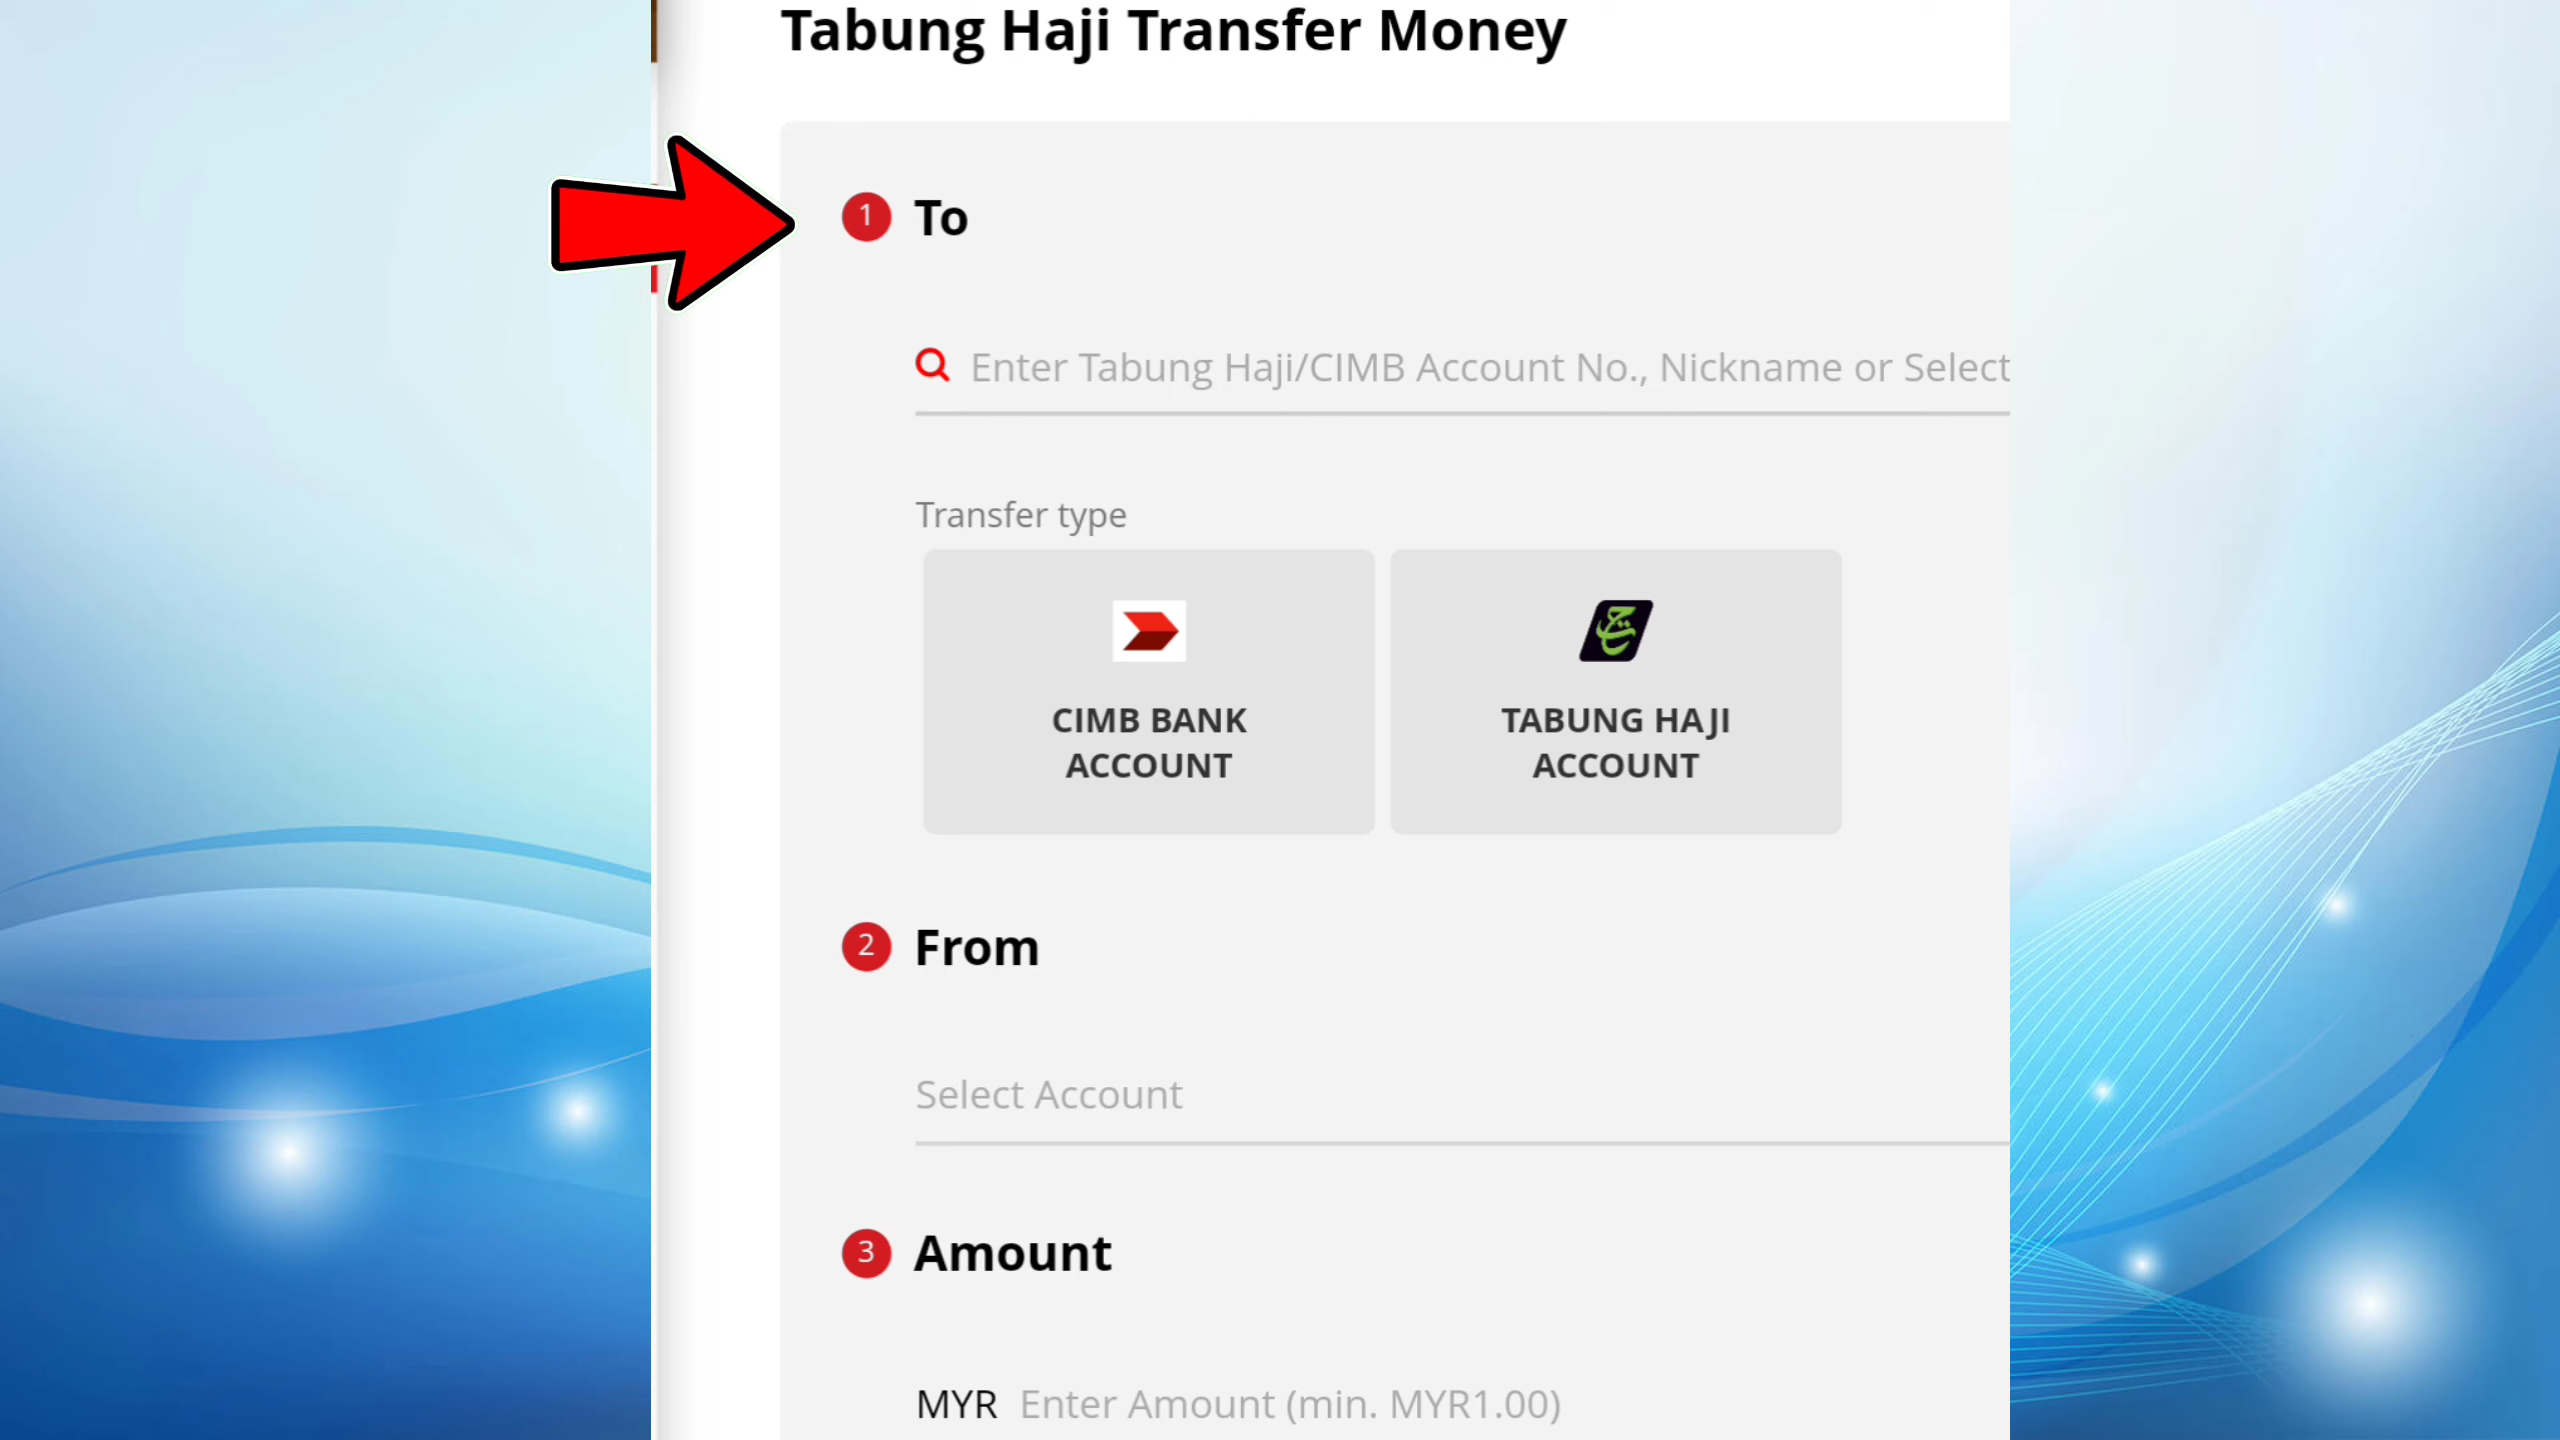 Tabung Haji Transfer Money
1 To
Enter Tabung Haji/CIMB Account No., Nickname or Select
Transfer type
CIMB BANK
ACCOUNT
TABUNG HAJI
ACCOUNT
2 From
Select Account
3 Amount
MYR Enter Amount (min. MYR1.00)